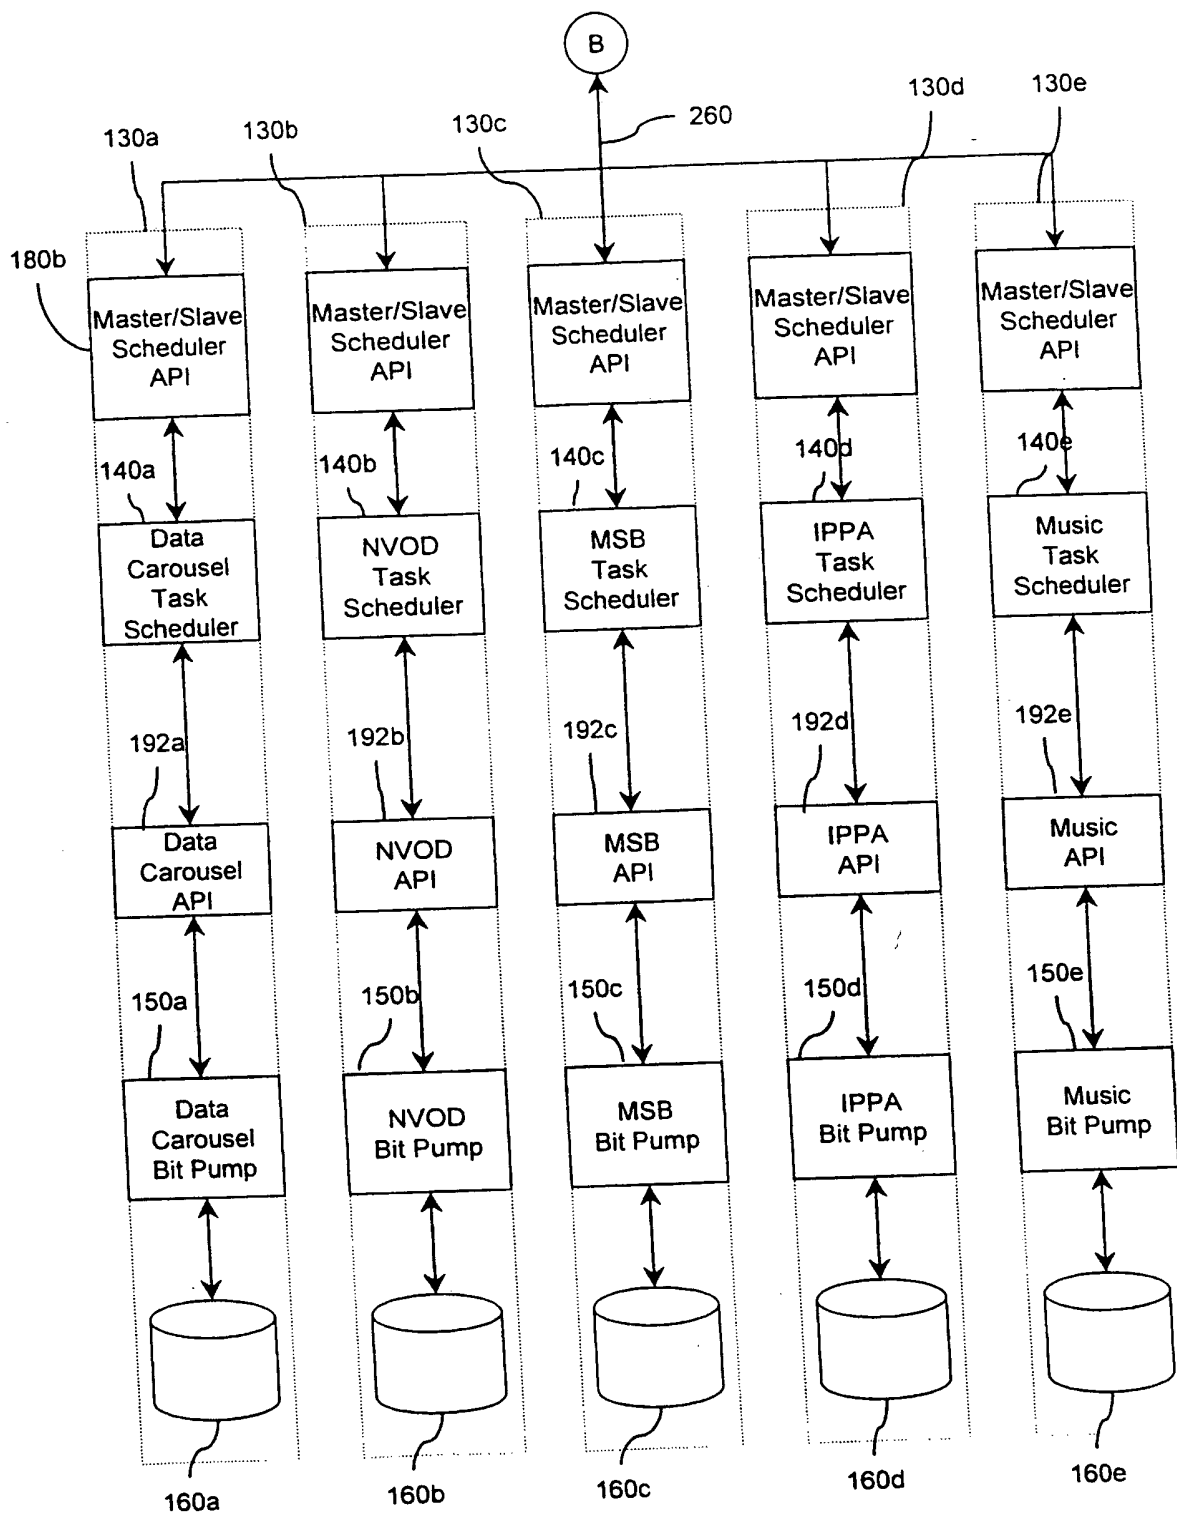 B
260
130a
130b
130c
130d
130e
180b
Master/Slave
Scheduler
API
Master/Slave
Scheduler
API
Master/Slave
Scheduler
API
Master/Slave
Scheduler
API
Master/Slave
Scheduler
API
140a
140b
140c
140d
140e
Data
Carousel
Task
Scheduler
NVOD
Task
Scheduler
MSB
Task
Scheduler
IPPA
Task
Scheduler
Music
Task
Scheduler
192a
192b
192c
192d
192e
Data
Carousel
API
NVOD
API
MSB
API
IPPA
API
Music
API
150a
150b
150c
150d
150e
Data
Carousel
Bit Pump
NVOD
Bit Pump
MSB
Bit Pump
IPPA
Bit Pump
Music
Bit Pump
160a
160b
160c
160d
160e